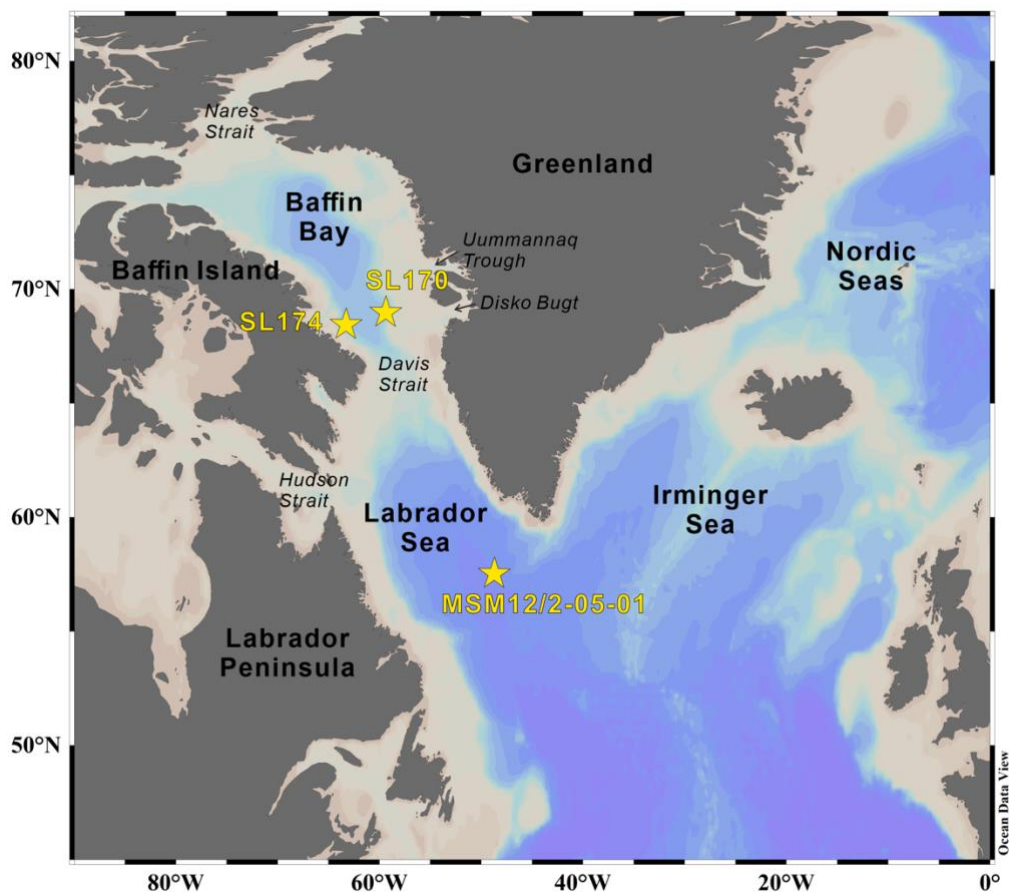 80°N
Nares
Strait
Greenland
Baffin
Bay
Uummannaq
Trough
Nordic
Seas
Baffin Island
SL170
70°N
Disko Bugt
SL174
Davis
Strait
Hudson
Strait
Irminger
Sea
Labrador
Sea
60°N
MSM12/2-05-01
Labrador
Peninsula
50°N
Ocean Data View
80°W
60°W
40°W
20°W
0°